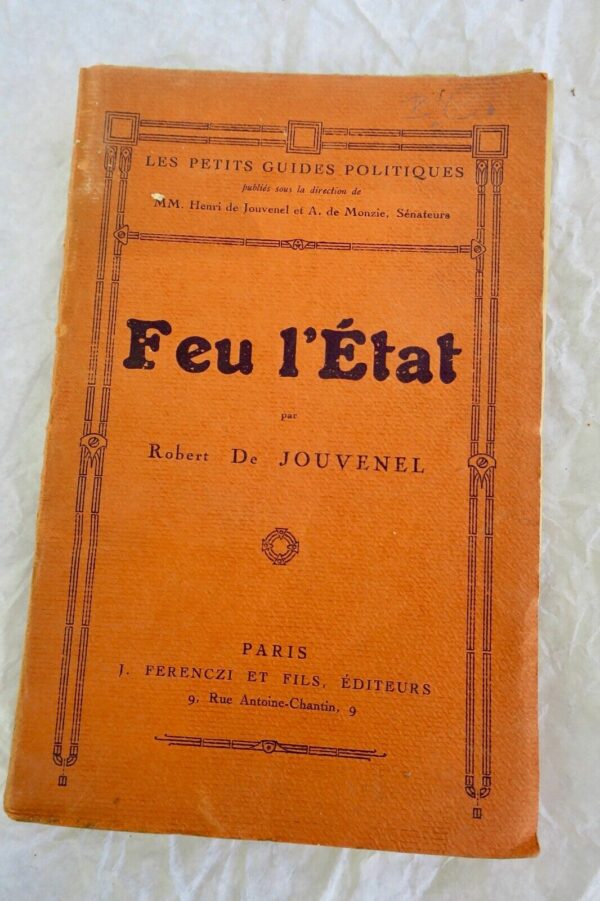 LES PETITS GUIDES POLITIQUES
publiés sous la direction de
MM. Henri de Jouvenel et A. de Monzie, Sénateurs
Feu l'État
par
Robert De JOUVENEL
PARIS
J. FERENCZI ET FILS, ÉDITEURS
9, Rue Antoine-Chantin, 9